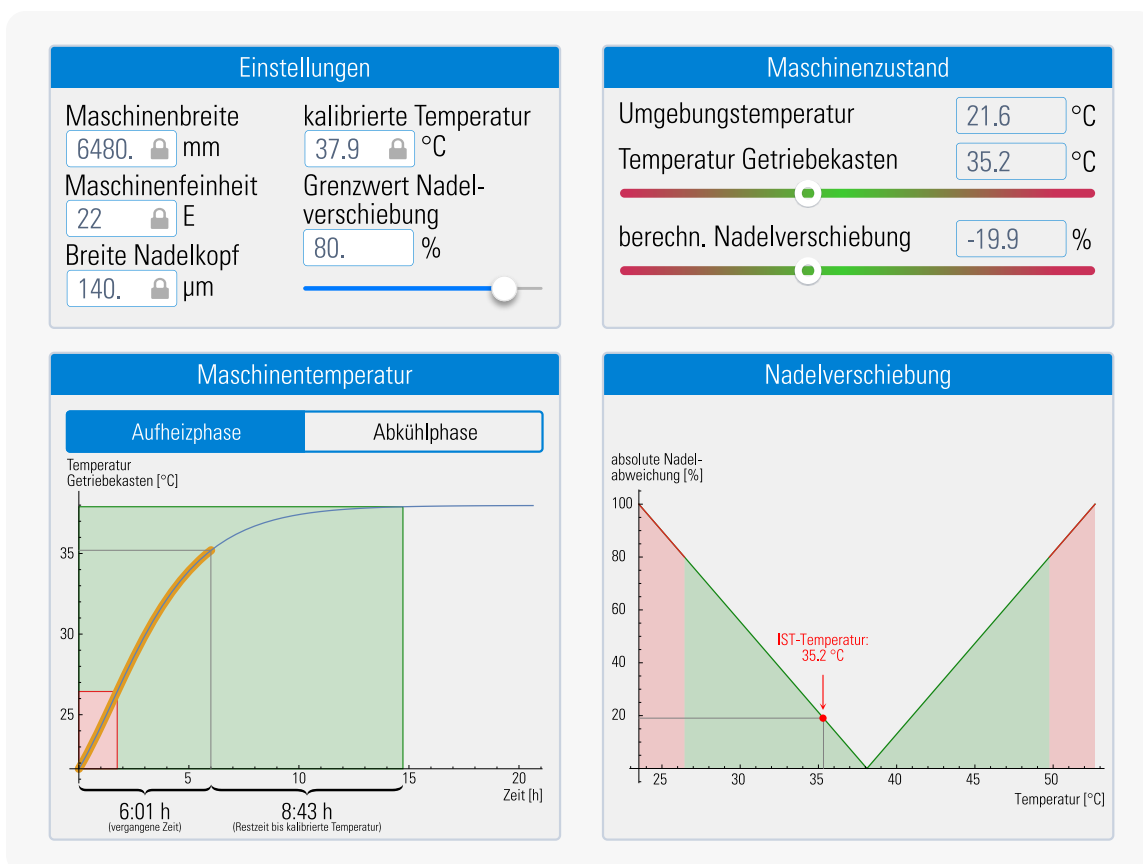 Einstellungen
Maschinenbreite
6480. mm
Maschinenfeinheit
22 E
Breite Nadelkopf
140. µm
kalibrierte Temperatur
37.9 °C
Grenzwert Nadel-
verschiebung
80. %
Maschinenzustand
Umgebungstemperatur 21.6 °C
Temperatur Getriebekasten 35.2 °C
berechn. Nadelverschiebung -19.9 %
Maschinentemperatur
Aufheizphase Abkühlphase
Temperatur
Getriebekasten [°C]
35
30
25
5 10 15 20
Zeit [h]
6:01 h 8:43 h
(vergangene Zeit) (Restzeit bis kalibrierte Temperatur)
Nadelverschiebung
absolute Nadel-
abweichung [%]
100
80
60
40
20
IST-Temperatur:
35.2 °C
25 30 35 40 45 50
Temperatur [°C]